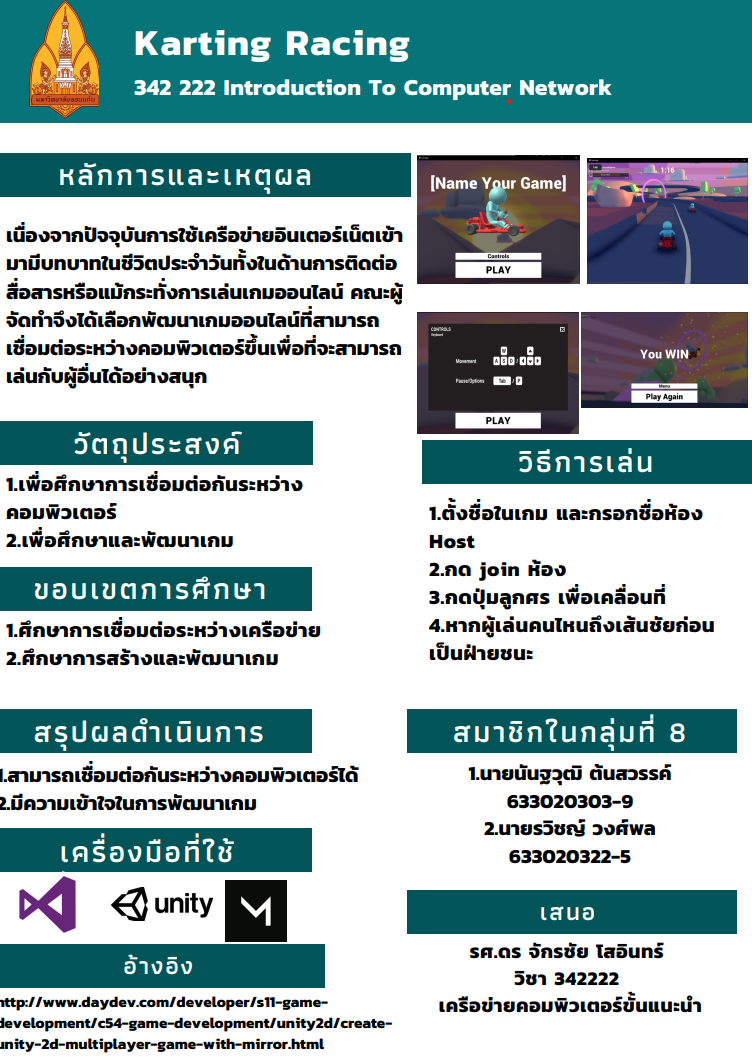 Karting Racing
342 222 Introduction To Computer Network
มหาวิทยาลัยขอนแก่น
หลักการและเหตุผล
เนื่องจากปัจจุบันการใช้เครือข่ายอินเตอร์เน็ตเข้า
มามีบทบาทในชีวิตประจำวันทั้งในด้านการติดต่อ
สื่อสารหรือแม้กระทั่งการเล่นเกมออนไลน์ คณะผู้
จัดทำจึงได้เลือกพัฒนาเกมออนไลน์ที่สามารถ
เชื่อมต่อระหว่างคอมพิวเตอร์ขึ้นเพื่อที่จะสามารถ
เล่นกับผู้อื่นได้อย่างสนุก
[Name Your Game]
Controls
PLAY
1:16
CONTROLS
Keyboard
W
Movement A S D /
Pause/Options Tab / P
PLAY
You WIN
Menu
Play Again
วัตถุประสงค์
1.เพื่อศึกษาการเชื่อมต่อกันระหว่าง
คอมพิวเตอร์
2.เพื่อศึกษาและพัฒนาเกม
ขอบเขตการศึกษา
1.ศึกษาการเชื่อมต่อระหว่างเครือข่าย
2.ศึกษาการสร้างและพัฒนาเกม
วิธีการเล่น
1.ตั้งชื่อในเกม และกรอกชื่อห้อง
Host
2.กด join ห้อง
3.กดปุ่มลูกศร เพื่อเคลื่อนที่
4.หากผู้เล่นคนไหนถึงเส้นชัยก่อน
เป็นฝ่ายชนะ
สรุปผลดำเนินการ
1.สามารถเชื่อมต่อกันระหว่างคอมพิวเตอร์ได้
2.มีความเข้าใจในการพัฒนาเกม
เครื่องมือที่ใช้
unity
อ้างอิง
http://www.daydev.com/developer/s11-game-
development/c54-game-development/unity2d/create-
unity-2d-multiplayer-game-with-mirror.html
สมาชิกในกลุ่มที่ 8
1.นายนันฐวุฒิ ต้นสวรรค์
633020303-9
2.นายรวิชญ์ วงศ์พล
633020322-5
เสนอ
รศ.ดร จักรชัย โสอินทร์
วิชา 342222
เครือข่ายคอมพิวเตอร์ขั้นแนะนำ